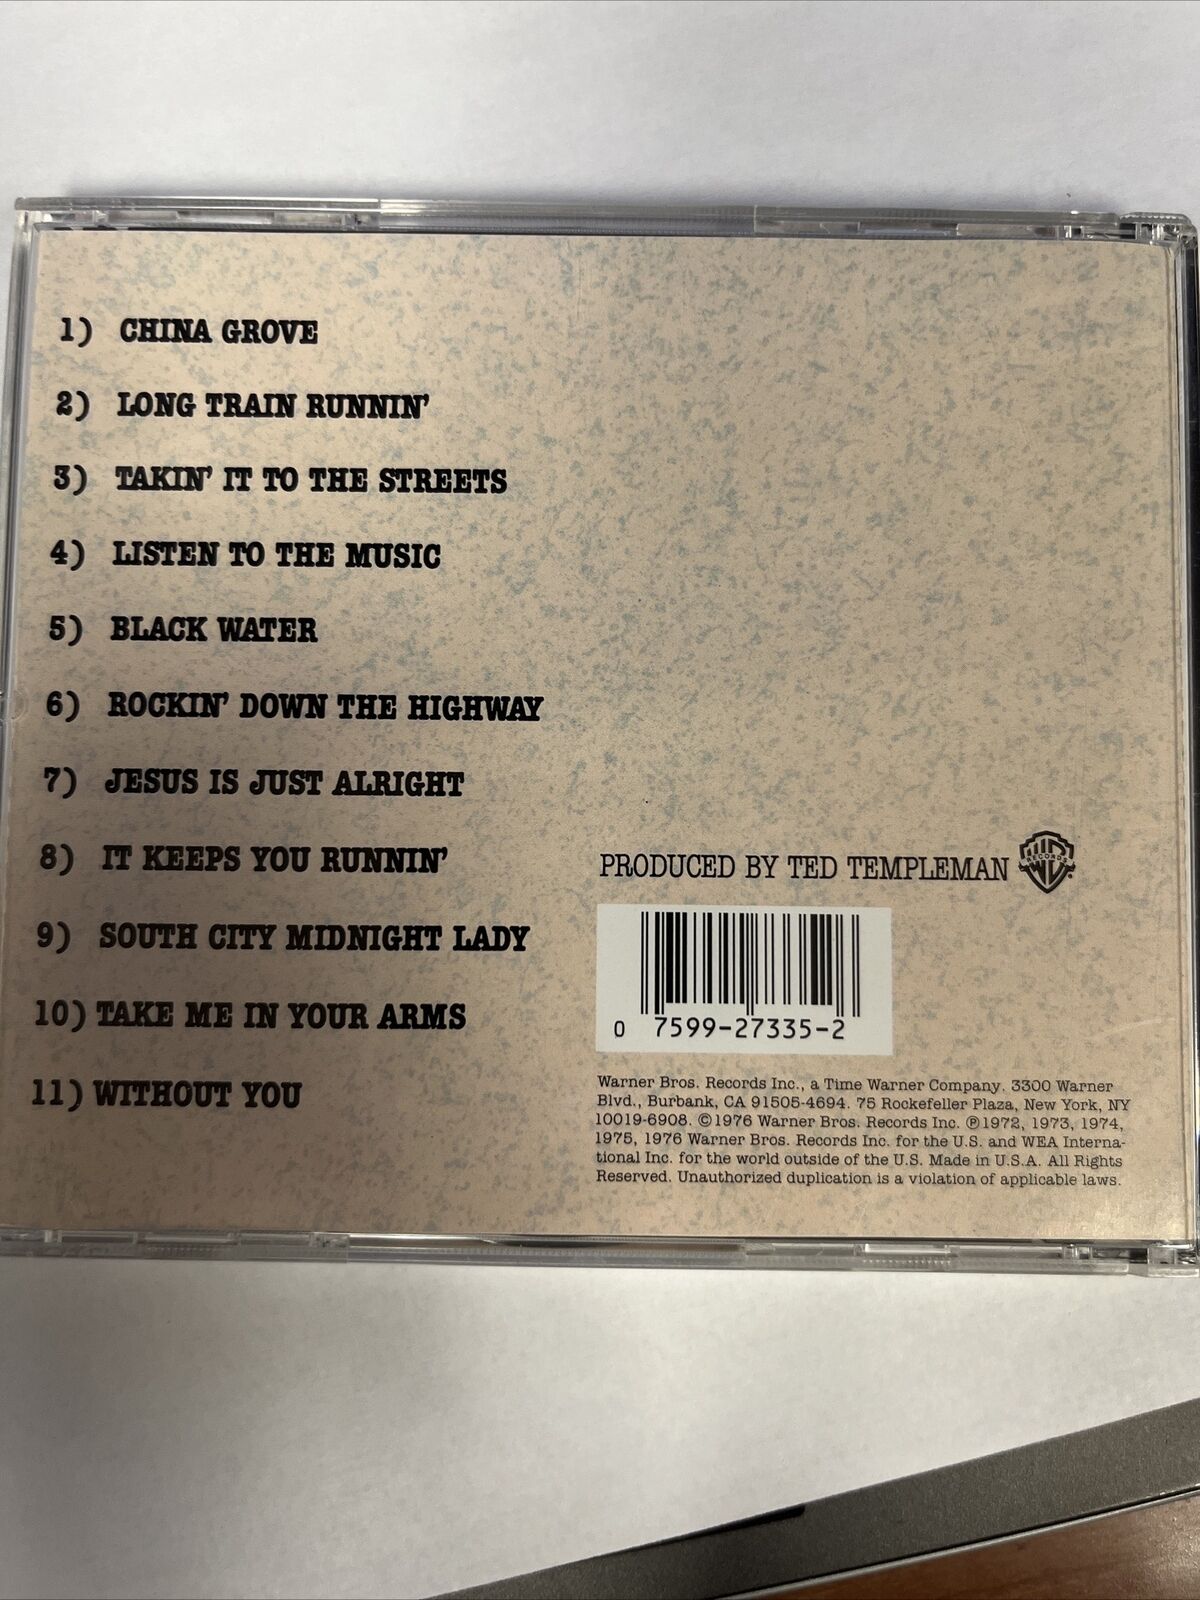 1) CHINA GROVE
2) LONG TRAIN RUNNIN'
3) TAKIN' IT TO THE STREETS
4) LISTEN TO THE MUSIC
5) BLACK WATER
6) ROCKIN' DOWN THE HIGHWAY
7) JESUS IS JUST ALRIGHT
8) IT KEEPS YOU RUNNIN'
9) SOUTH CITY MIDNIGHT LADY
10) TAKE ME IN YOUR ARMS
11) WITHOUT YOU
PRODUCED BY TED TEMPLEMAN
WB RECORDS
0 7599-27335-2
Warner Bros. Records Inc., a Time Warner Company. 3300 Warner
Blvd., Burbank, CA 91505-4694. 75 Rockefeller Plaza, New York, NY
10019-6908. ©1976 Warner Bros. Records Inc. ℗1972, 1973, 1974,
1975, 1976 Warner Bros. Records Inc. for the U.S. and WEA Interna-
tional Inc. for the world outside of the U.S. Made in U.S.A. All Rights
Reserved. Unauthorized duplication is a violation of applicable laws.